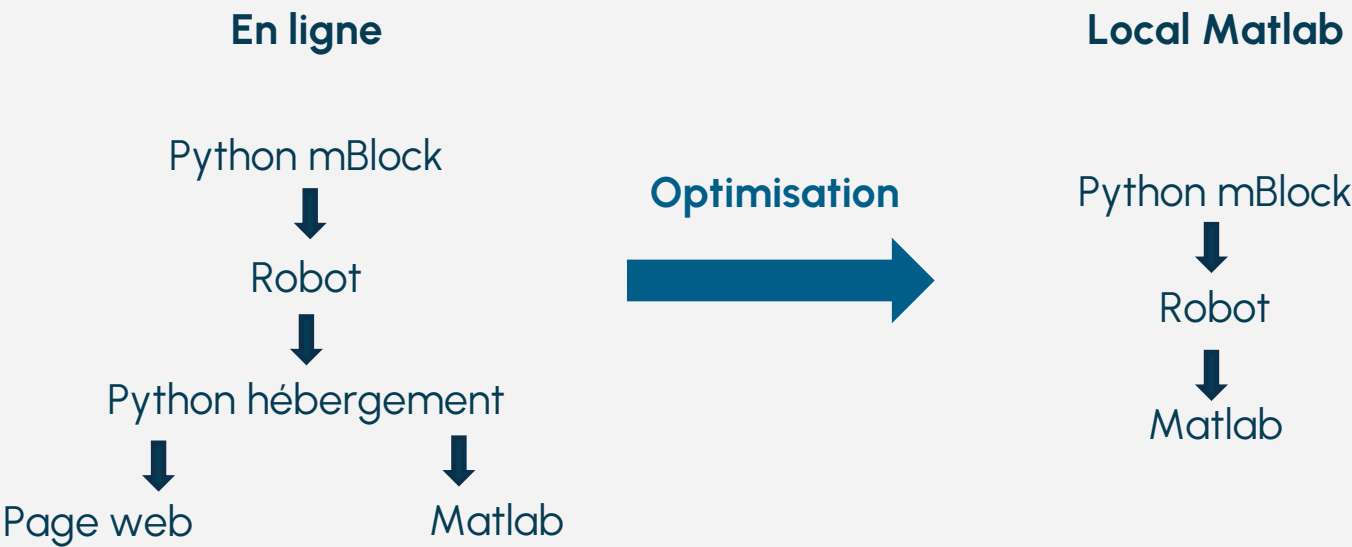 En ligne
Python mBlock
Robot
Python hébergement
Page web
Matlab
Optimisation
Local Matlab
Python mBlock
Robot
Matlab